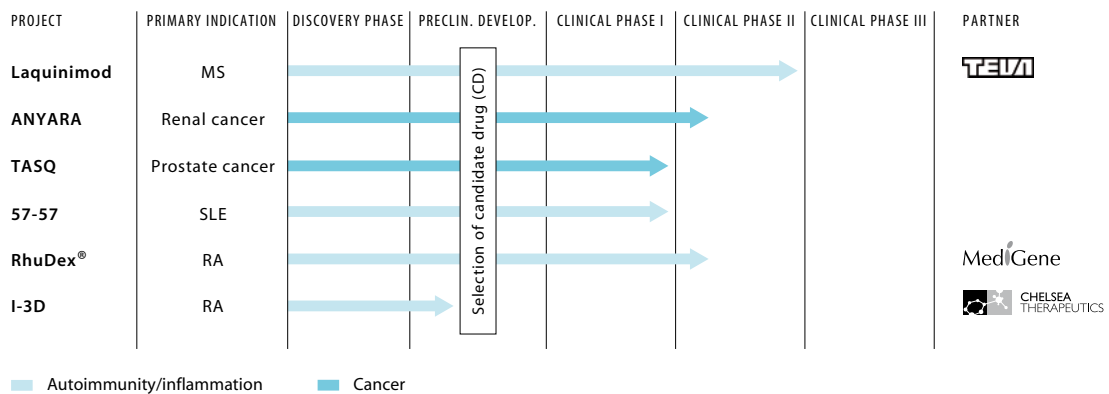 PROJECT PRIMARY INDICATION DISCOVERY PHASE PRECLIN. DEVELOP. CLINICAL PHASE I CLINICAL PHASE II CLINICAL PHASE III PARTNER
Laquinimod MS TEVA
ANYARA Renal cancer
TASQ Prostate cancer
57-57 SLE
RhuDex® RA MediGene
I-3D RA CHELSEA
THERAPEUTICS
Selection of candidate drug (CD)
Autoimmunity/inflammation Cancer